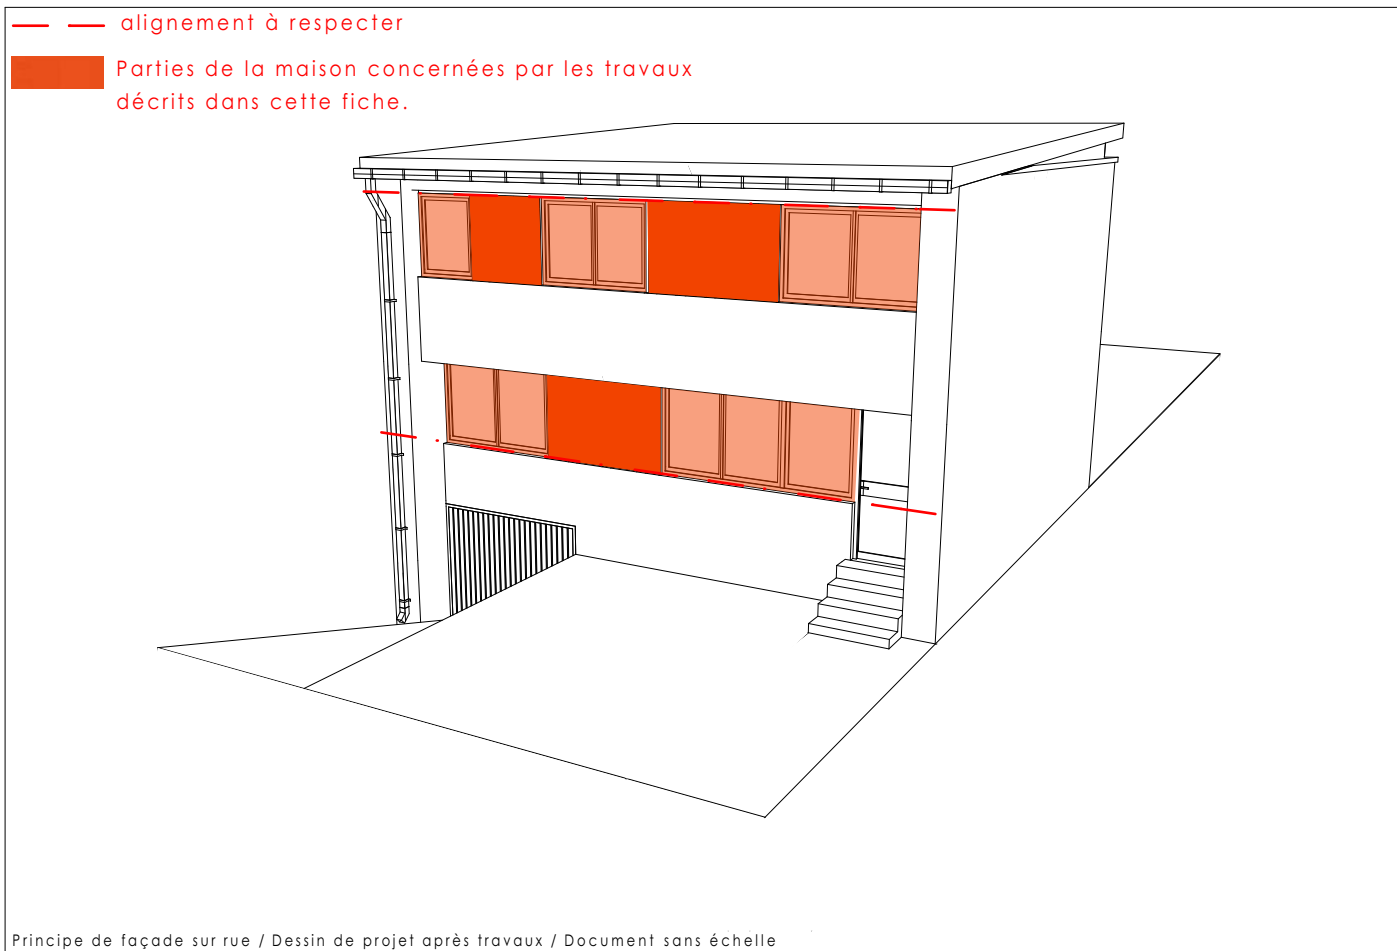 alignement à respecter
Parties de la maison concernées par les travaux
décrits dans cette fiche.
Principe de façade sur rue / Dessin de projet après travaux / Document sans échelle